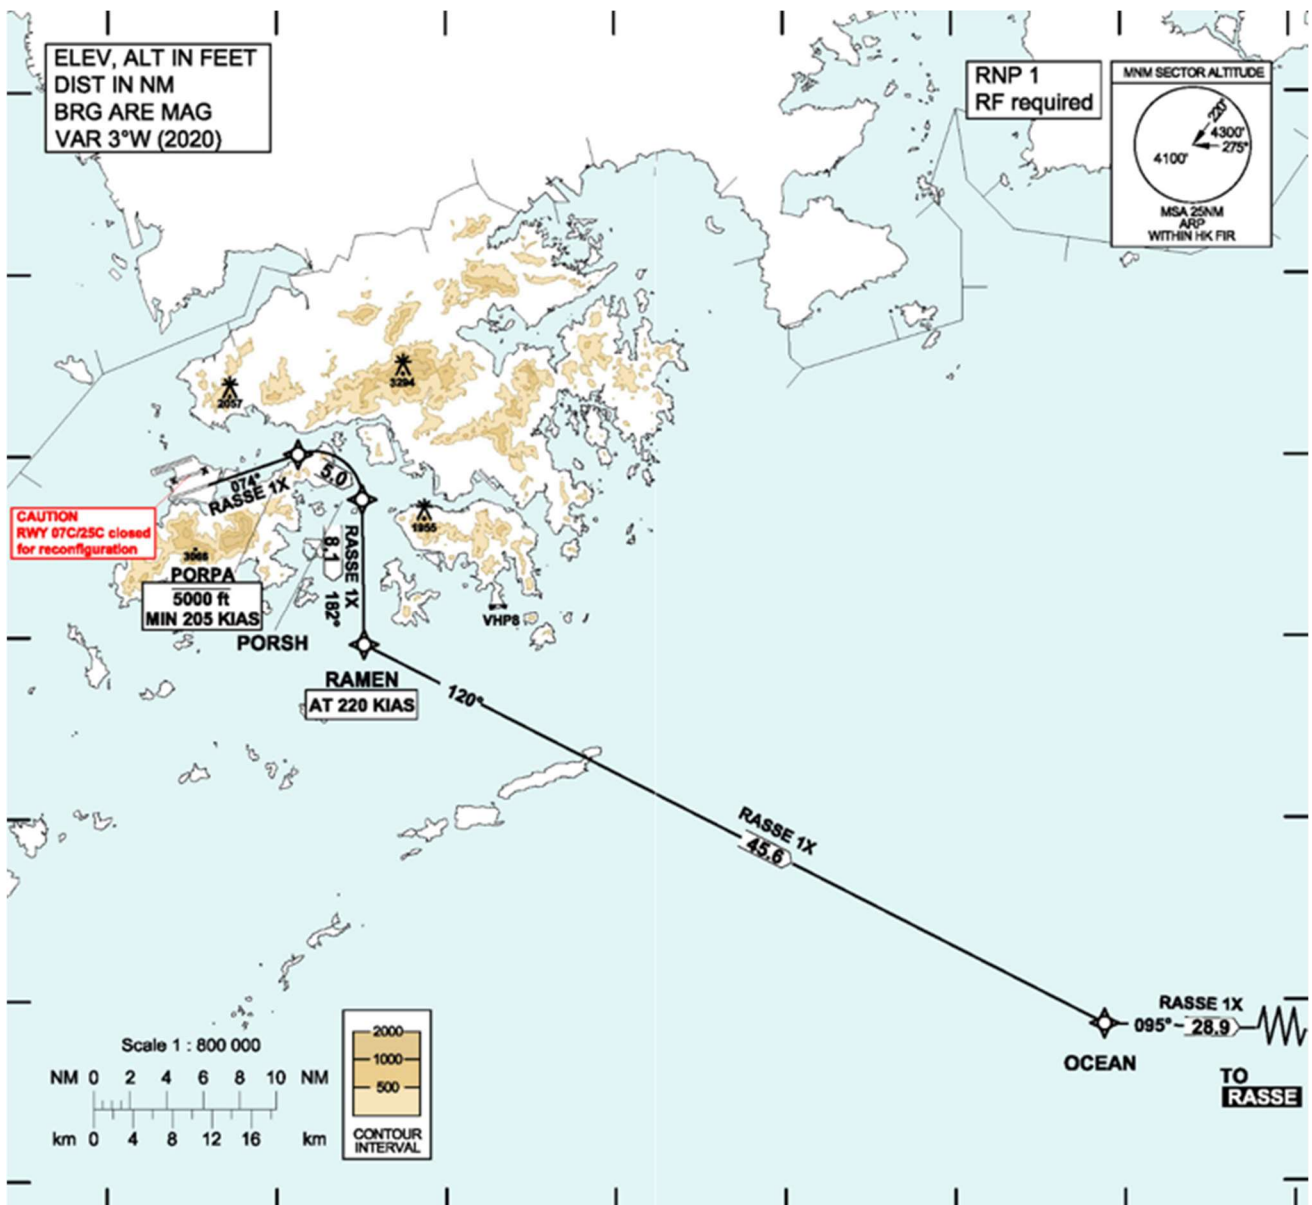 ELEV, ALT IN FEET
DIST IN NM
BRG ARE MAG
VAR 3°W (2020)
RNP 1
RF required
MNM SECTOR ALTITUDE
220°
4300'
275°
4100'
MSA 25NM
ARP
WITHIN HK FIR
3294
2057
074°
RASSE 1X
5.0
CAUTION
RWY 07C/25C closed
for reconfiguration
1955
3065
PORPA
5000 ft
MIN 205 KIAS
RASSE 1X
8.1
182°
VHP8
PORSH
RAMEN
AT 220 KIAS
120°
RASSE 1X
45.6
RASSE 1X
095°
28.9
OCEAN
TO
RASSE
Scale 1 : 800 000
NM 0 2 4 6 8 10 NM
km 0 4 8 12 16 km
2000
1000
500
CONTOUR
INTERVAL